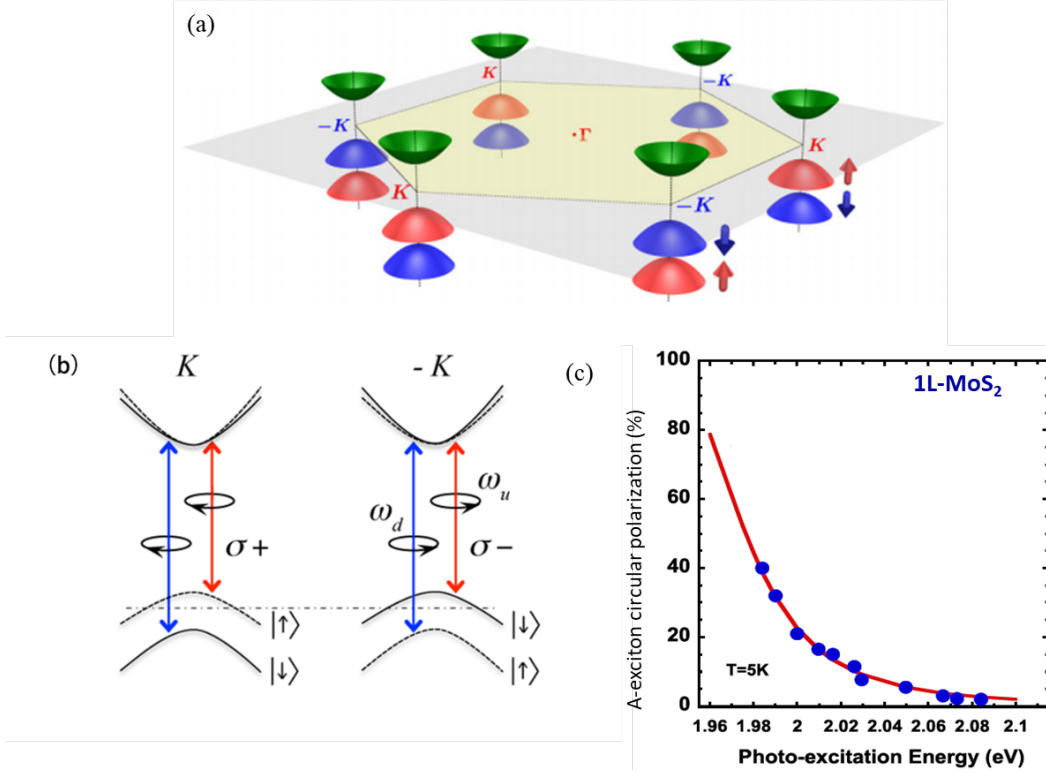 (a)
K
-K
-K
K
·Γ
K
-K
(b)
K
- K
ω_u
ω_d
σ+
σ−
|↑⟩
|↓⟩
|↓⟩
|↑⟩
(c)
1L-MoS₂
A-exciton circular polarization (%)
100
80
60
40
20
0
T=5K
1.96 1.98 2 2.02 2.04 2.06 2.08 2.1
Photo-excitation Energy (eV)